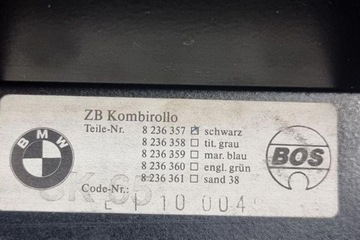 ZB Kombirollo
Teile-Nr. 8 236 357 schwarz
8 236 358 □ tit. grau
8 236 359 □ mar. blau
8 236 360 □ engl. grün
8 236 361 □ sand 38
Code-Nr.:
10 004
BMW
BOS